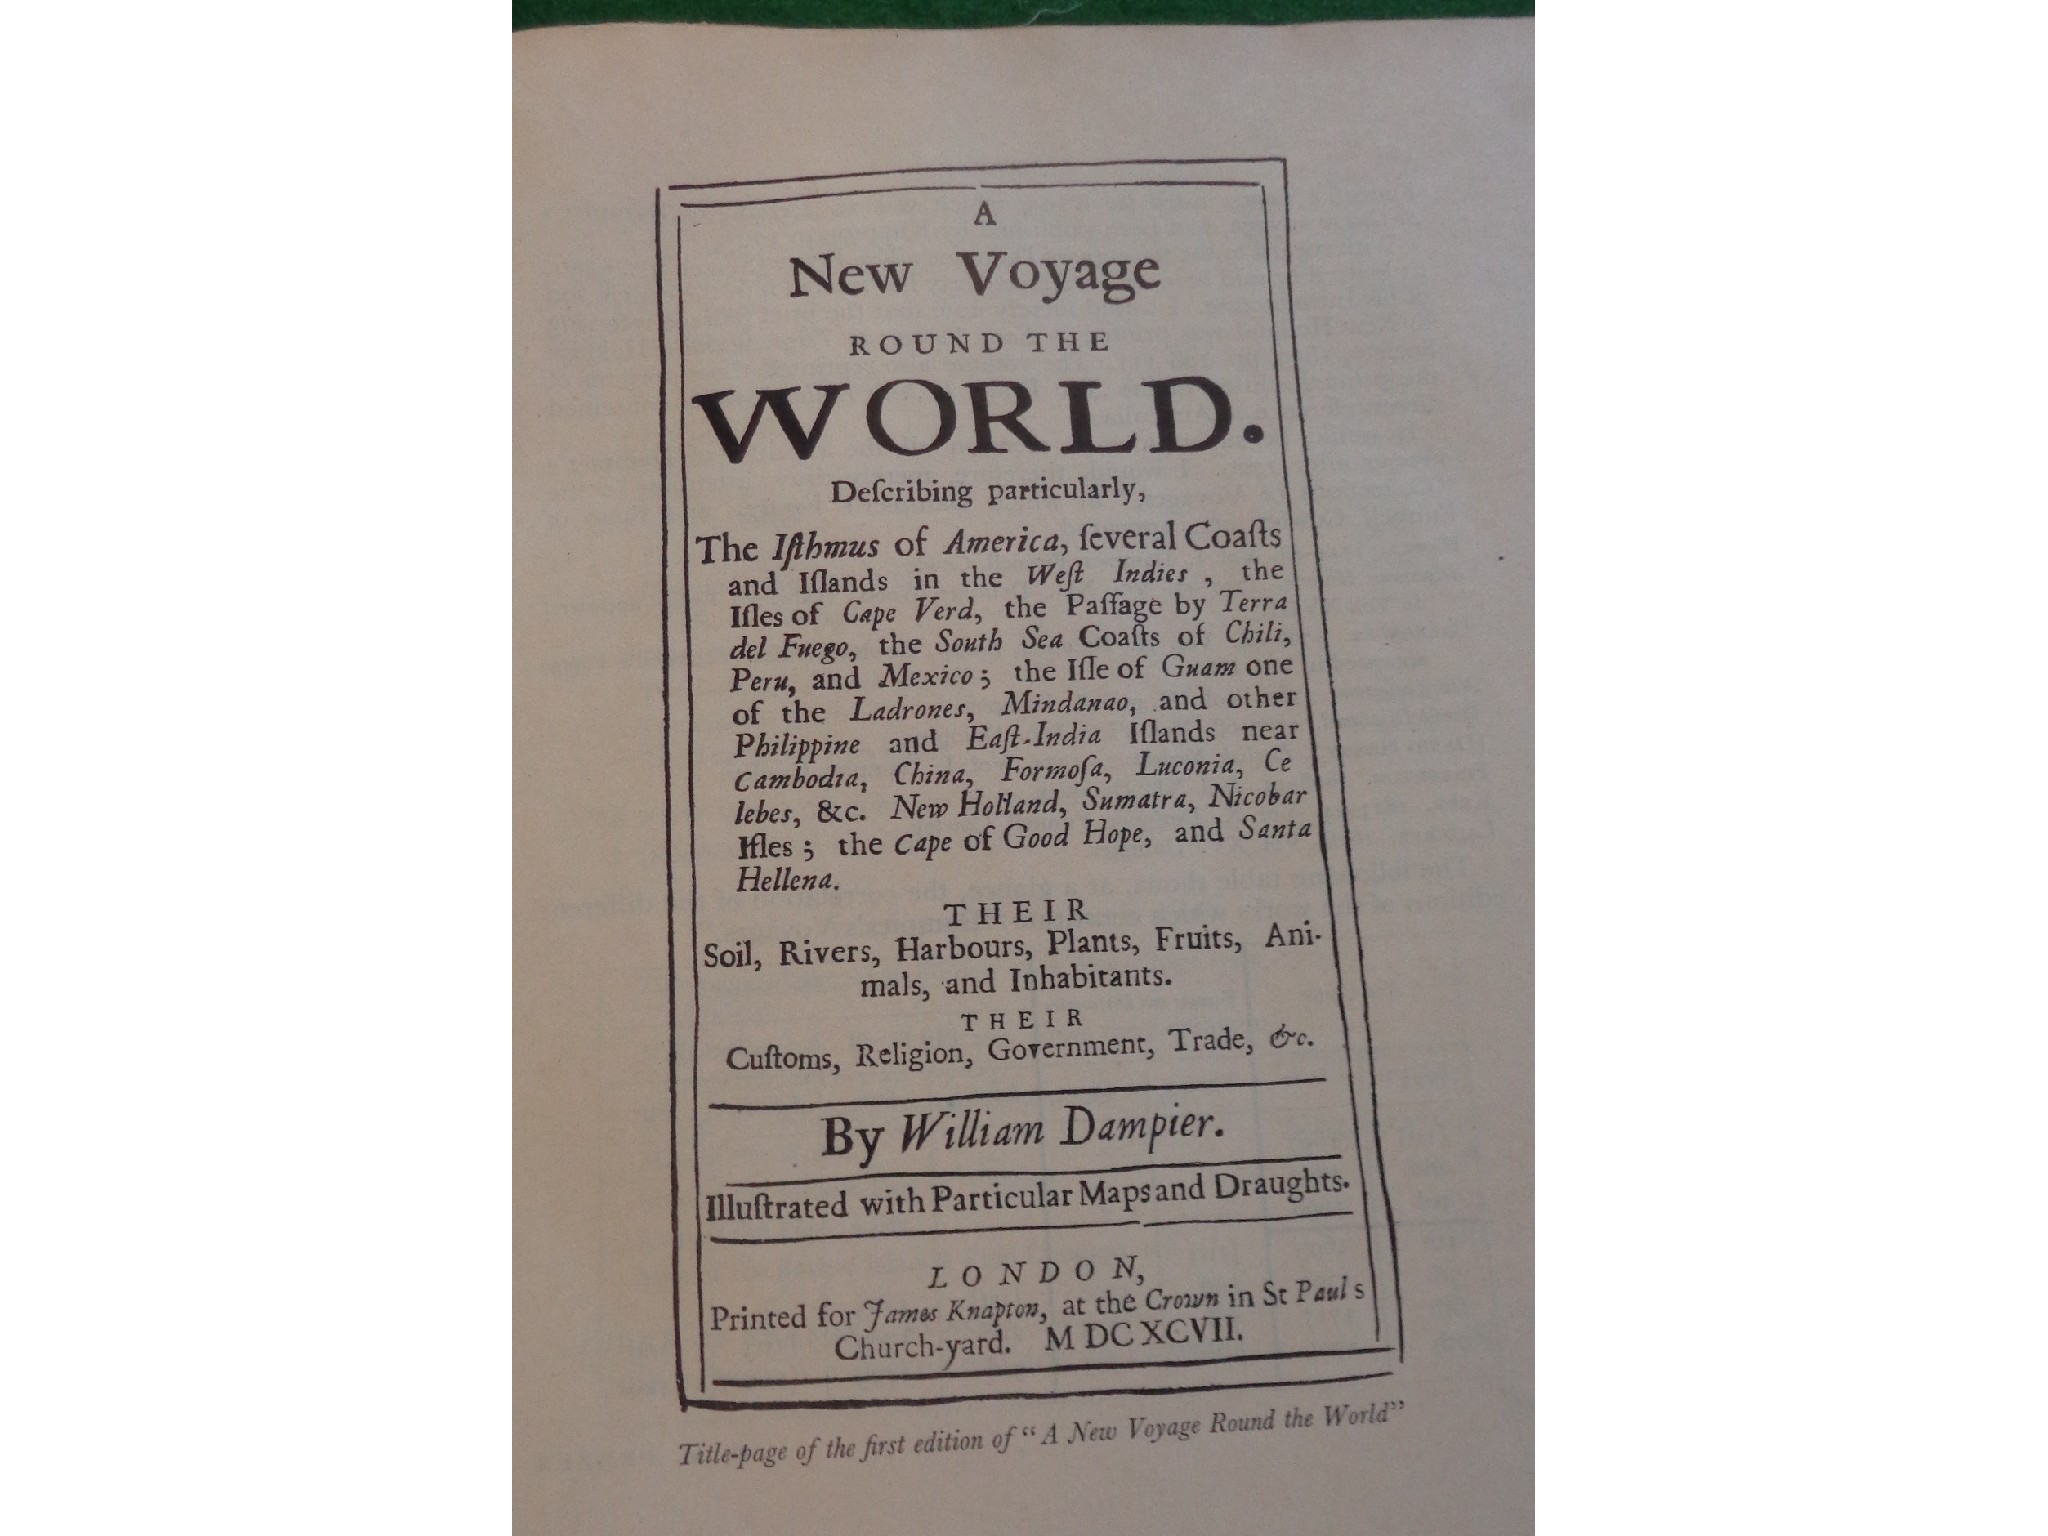 A
New Voyage
ROUND THE
WORLD.
Deſcribing particularly,
The Iſthmus of America, ſeveral Coaſts
and Iſlands in the Weſt Indies , the
Iſles of Cape Verd, the Paſſage by Terra
del Fuego, the South Sea Coaſts of Chili,
Peru, and Mexico ; the Iſle of Guam one
of the Ladrones, Mindanao, and other
Philippine and Eaſt-India Iſlands near
Cambodia, China, Formoſa, Luconia, Ce
lebes, &c. New Holland, Sumatra, Nicobar
Iſles ; the Cape of Good Hope, and Santa
Hellena.
THEIR
Soil, Rivers, Harbours, Plants, Fruits, Ani-
mals, and Inhabitants.
THEIR
Cuſtoms, Religion, Government, Trade, &c.
By William Dampier.
Illuſtrated with Particular Maps and Draughts.
LONDON,
Printed for James Knapton, at the Crown in St Paul s
Church-yard. M DC XCVII.
Title-page of the first edition of “A New Voyage Round the World”